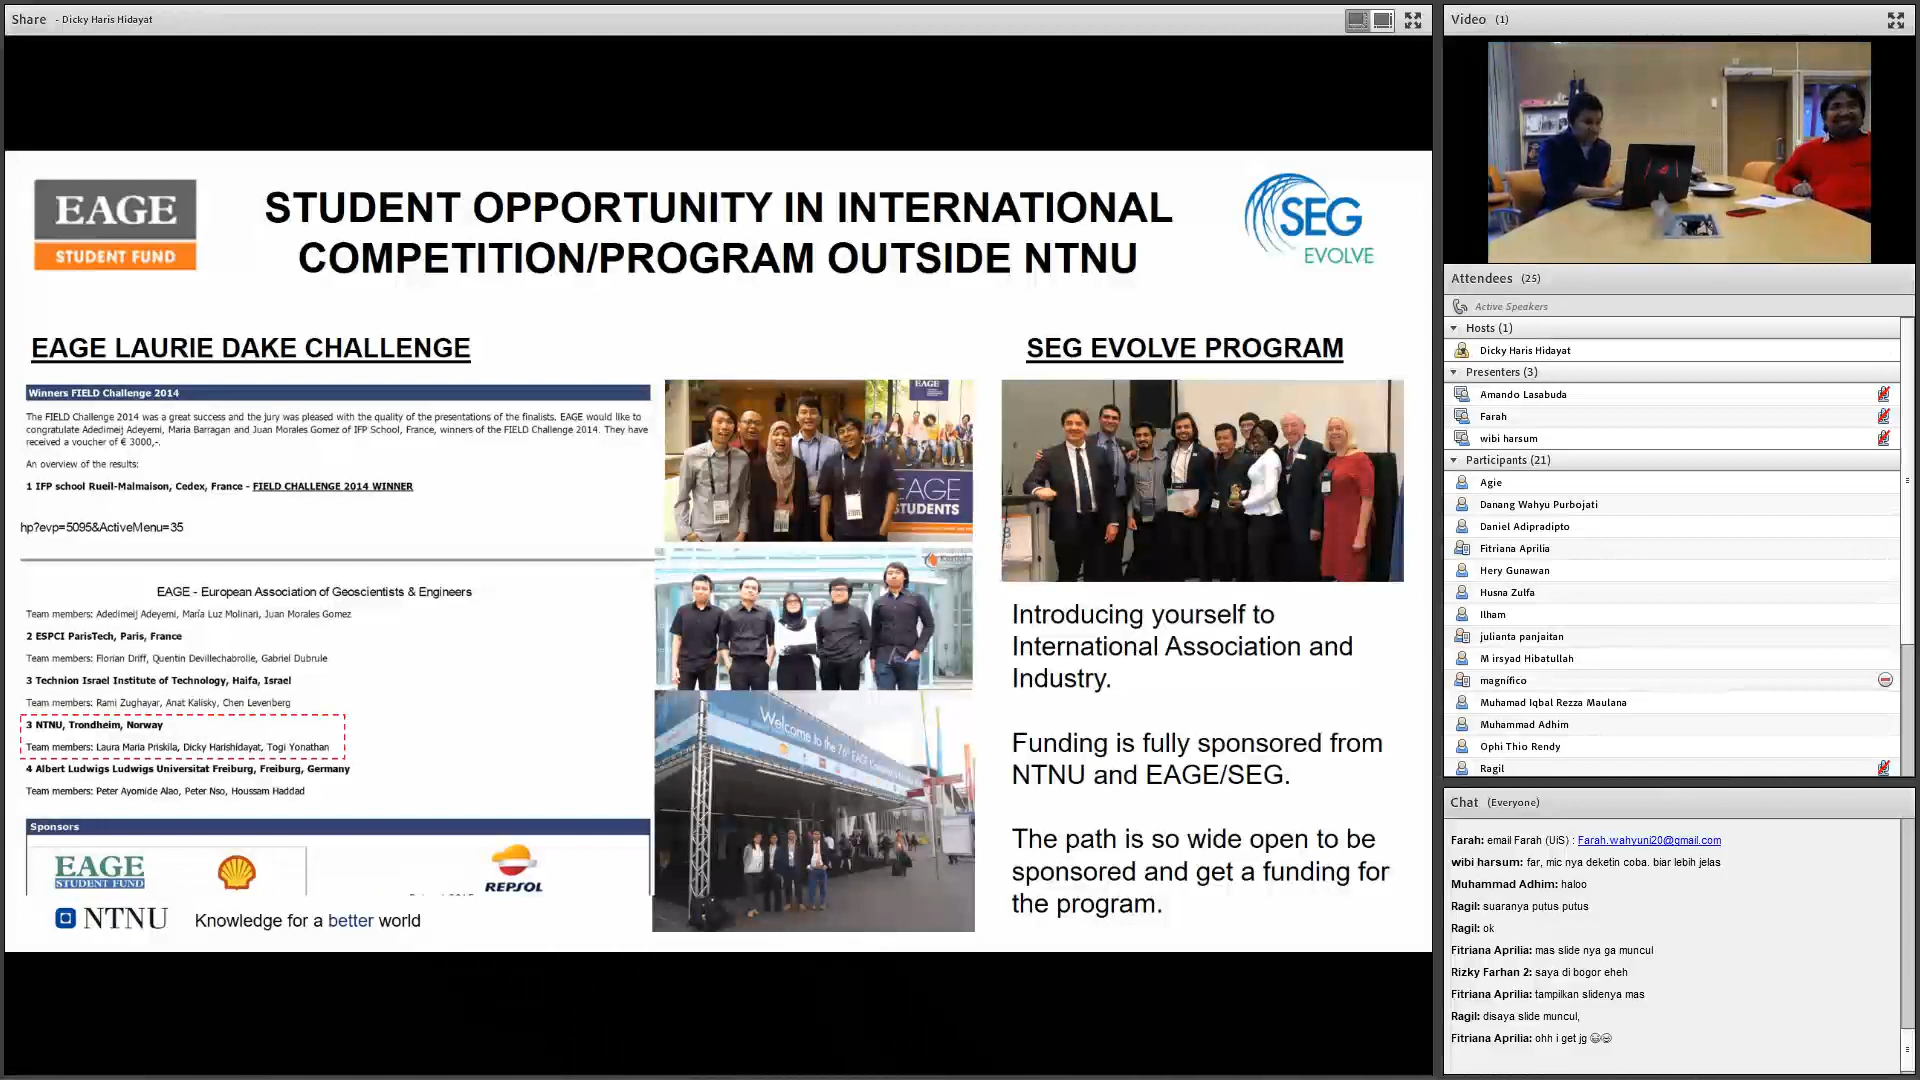 Share - Dicky Haris Hidayat
EAGE
STUDENT FUND
STUDENT OPPORTUNITY IN INTERNATIONAL
COMPETITION/PROGRAM OUTSIDE NTNU
SEG
EVOLVE
EAGE LAURIE DAKE CHALLENGE
Winners FIELD Challenge 2014
The FIELD Challenge 2014 was a great success and the jury was pleased with the quality of the presentations of the finalists. EAGE would like to
congratulate Adedimeij Adeyemi, Maria Barragan and Juan Morales Gomez of IFP School, France, winners of the FIELD Challenge 2014. They have
received a voucher of € 3000,-.
An overview of the results:
1 IFP school Rueil-Malmaison, Cedex, France - FIELD CHALLENGE 2014 WINNER
hp?evp=5095&ActiveMenu=35
EAGE - European Association of Geoscientists & Engineers
Team members: Adedimeij Adeyemi, María Luz Molinari, Juan Morales Gomez
2 ESPCI ParisTech, Paris, France
Team members: Florian Driff, Quentin Devillechabrolle, Gabriel Dubrule
3 Technion Israel Institute of Technology, Haifa, Israel
Team members: Rami Zughayar, Anat Kalisky, Chen Levenberg
3 NTNU, Trondheim, Norway
Team members: Laura Maria Priskila, Dicky Harishidayat, Togi Yonathan
4 Albert Ludwigs Ludwigs Universitat Freiburg, Freiburg, Germany
Team members: Peter Ayomide Alao, Peter Nso, Houssam Haddad
Sponsors
EAGE
STUDENT FUND
REPSOL
NTNU Knowledge for a better world
EAGE
EAGE
STUDENTS
Welcome to the 76th EAGE
SEG EVOLVE PROGRAM
Introducing yourself to
International Association and
Industry.
Funding is fully sponsored from
NTNU and EAGE/SEG.
The path is so wide open to be
sponsored and get a funding for
the program.
Video (1)
Attendees (25)
Active Speakers
Hosts (1)
Dicky Haris Hidayat
Presenters (3)
Amando Lasabuda
Farah
wibi harsum
Participants (21)
Agie
Danang Wahyu Purbojati
Daniel Adipradipto
Fitriana Aprilia
Hery Gunawan
Husna Zulfa
Ilham
julianta panjaitan
M irsyad Hibatullah
magnífico
Muhamad Iqbal Rezza Maulana
Muhammad Adhim
Ophi Thio Rendy
Ragil
Chat (Everyone)
Farah: email Farah (UiS) : Farah.wahyuni20@gmail.com
wibi harsum: far, mic nya deketin coba. biar lebih jelas
Muhammad Adhim: haloo
Ragil: suaranya putus putus
Ragil: ok
Fitriana Aprilia: mas slide nya ga muncul
Rizky Farhan 2: saya di bogor eheh
Fitriana Aprilia: tampilkan slidenya mas
Ragil: disaya slide muncul,
Fitriana Aprilia: ohh i get jg